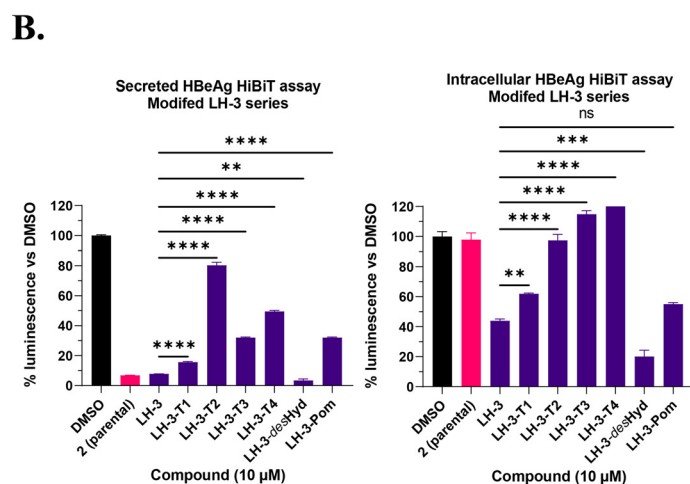 B.
Secreted HBeAg HiBiT assay
Modifed LH-3 series
****
**
****
****
****
****
% luminescence vs DMSO
120
100
80
60
40
20
0
DMSO
2 (parental)
LH-3
LH-3-T1
LH-3-T2
LH-3-T3
LH-3-T4
LH-3-desHyd
LH-3-Pom
Compound (10 µM)
Intracellular HBeAg HiBiT assay
Modifed LH-3 series
ns
***
****
****
****
**
% luminescence vs DMSO
120
100
80
60
40
20
0
DMSO
2 (parental)
LH-3
LH-3-T1
LH-3-T2
LH-3-T3
LH-3-T4
LH-3-desHyd
LH-3-Pom
Compound (10 µM)